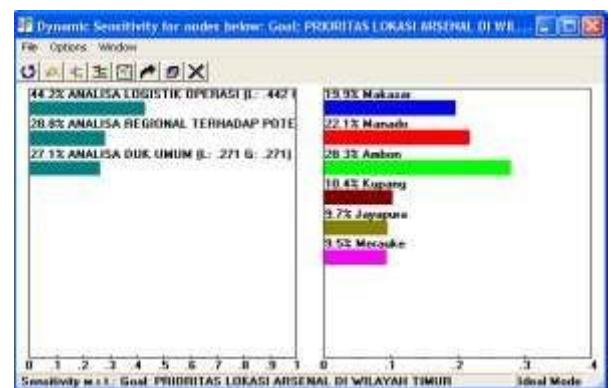 Dynamic Sensitivity for nodes below: Goal: PRIORITAS LOKASI ARSENAL DI WIL...
File Options Window
44.2% ANALISA LOGISTIK OPERASI (L: .442
28.8% ANALISA REGIONAL TERHADAP POTE
27.1% ANALISA DUK UMUM (L: .271 G: .271)
19.9% Makasar
22.1% Manado
28.3% Ambon
10.4% Kupang
9.7% Jayapura
9.5% Merauke
0 .1 .2 .3 .4 .5 .6 .7 .8 .9 1
0 .1 .2 .3 .4
Sensitivity w.r.t.: Goal: PRIORITAS LOKASI ARSENAL DI WILAYAH TIMUR
Ideal Mode